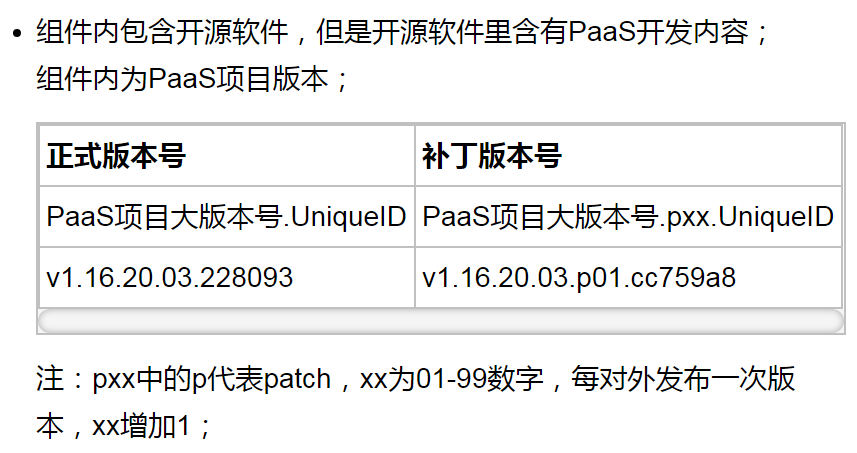 组件内包含开源软件，但是开源软件里含有PaaS开发内容；
组件内为PaaS项目版本；
正式版本号 补丁版本号
PaaS项目大版本号.UniqueID PaaS项目大版本号.pxx.UniqueID
v1.16.20.03.228093 v1.16.20.03.p01.cc759a8
注：pxx中的p代表patch，xx为01-99数字，每对外发布一次版
本，xx增加1；